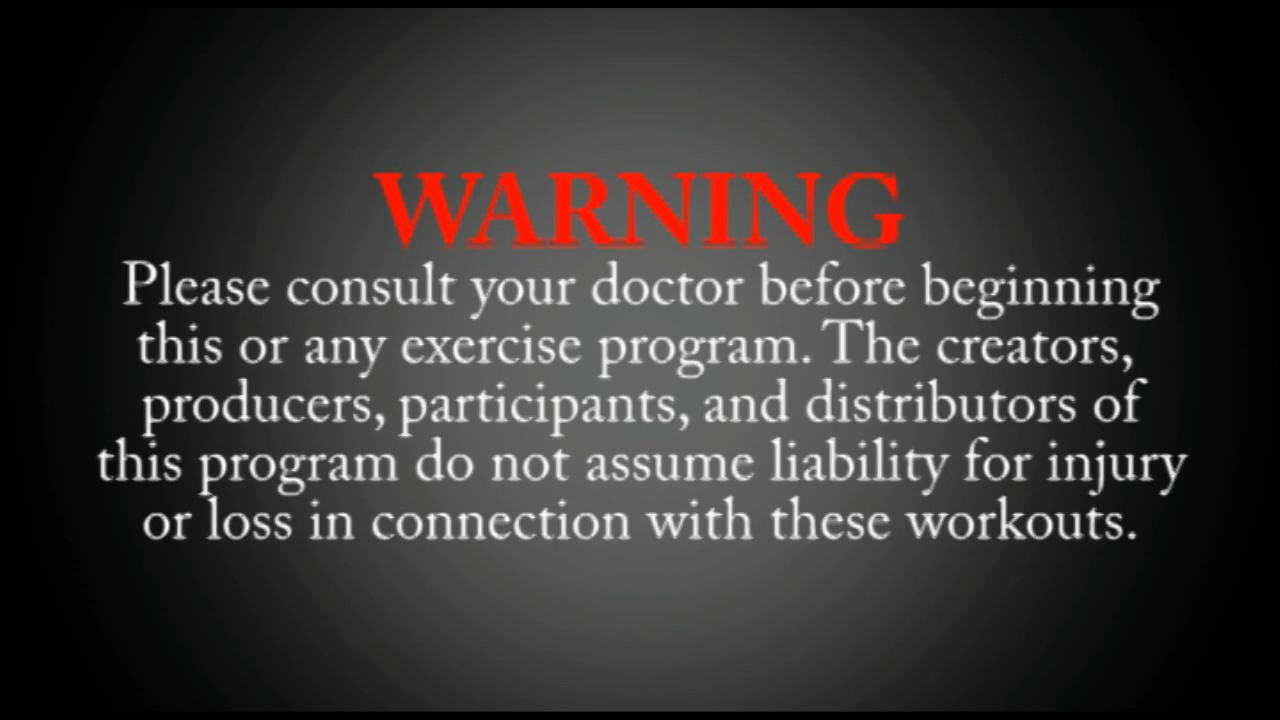 WARNING
Please consult your doctor before beginning
this or any exercise program. The creators,
producers, participants, and distributors of
this program do not assume liability for injury
or loss in connection with these workouts.